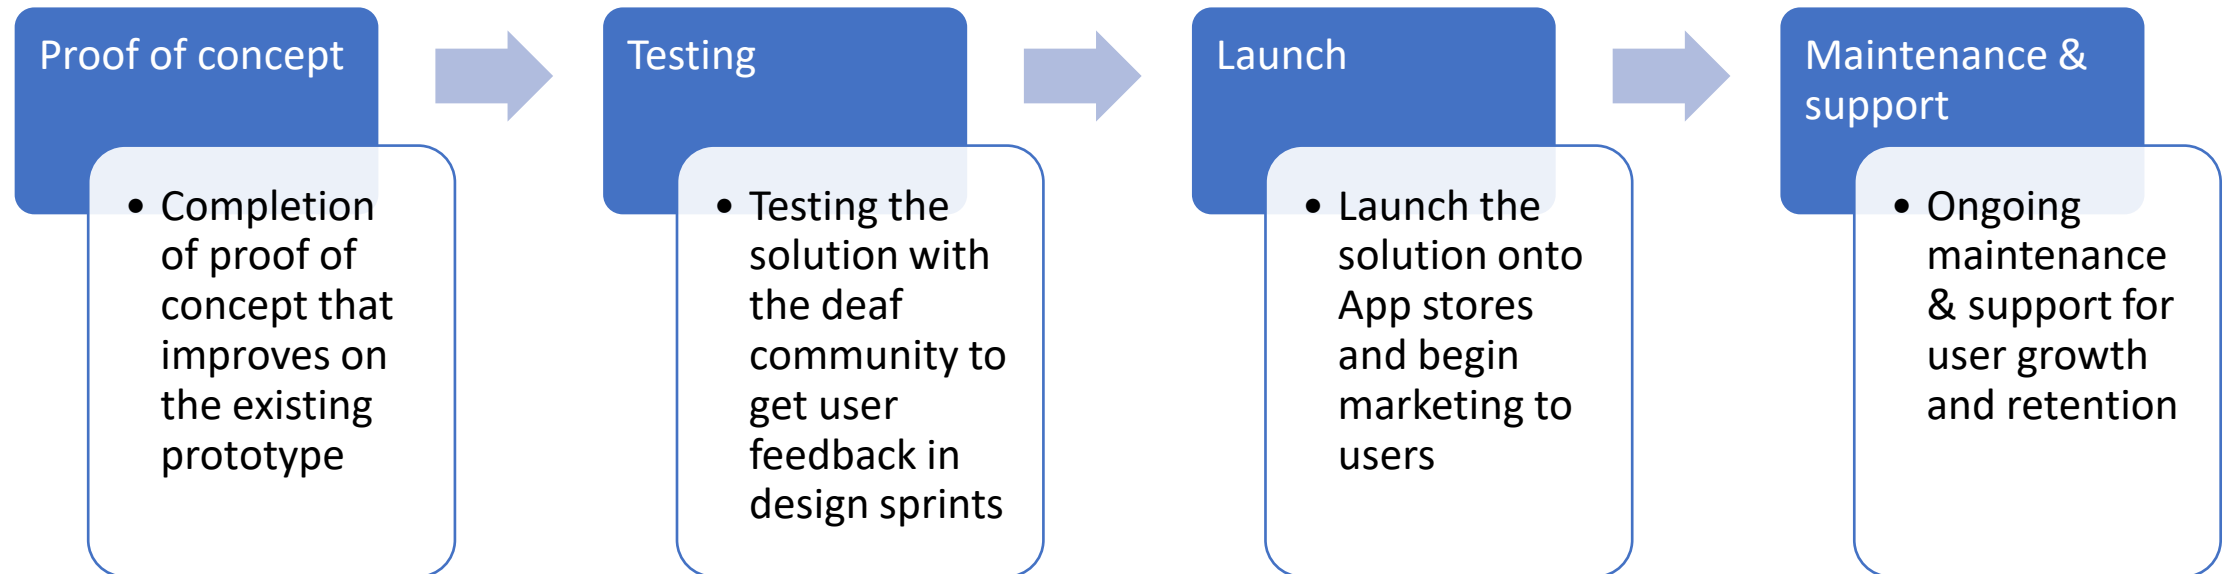 Proof of concept
• Completion
of proof of
concept that
improves on
the existing
prototype
Testing
• Testing the
solution with
the deaf
community to
get user
feedback in
design sprints
Launch
• Launch the
solution onto
App stores
and begin
marketing to
users
Maintenance &
support
• Ongoing
maintenance
& support for
user growth
and retention